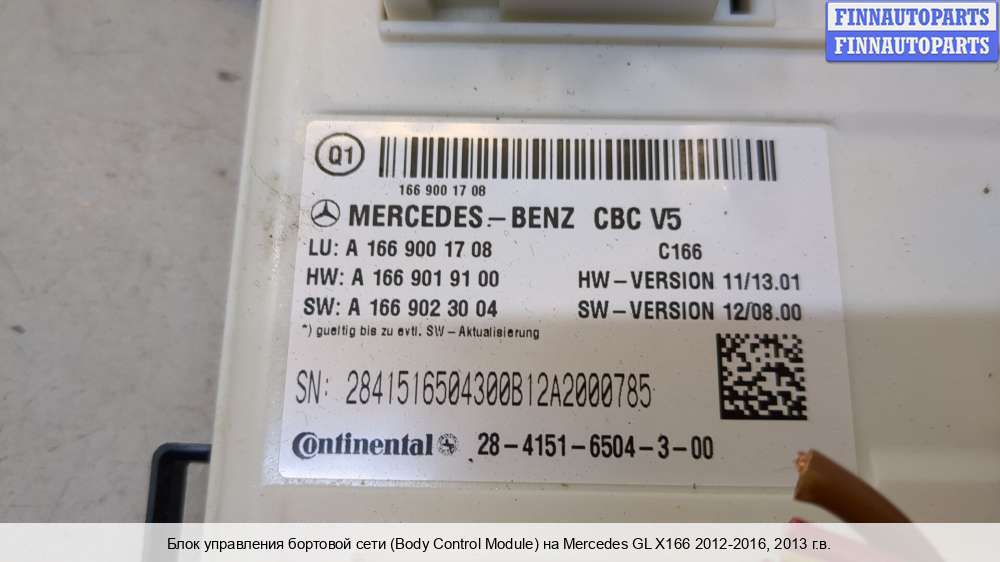 FINNAUTOPARTS
FINNAUTOPARTS
Q1
166 900 17 08
MERCEDES-BENZ CBC V5
LU: A 166 900 17 08 C166
HW: A 166 901 91 00 HW-VERSION 11/13.01
SW: A 166 902 30 04 SW-VERSION 12/08.00
*) gueltig bis zu evtl. SW-Aktualisierung
SN: 2841516504300B12A2000785
Continental 28-4151-6504-3-00
Блок управления бортовой сети (Body Control Module) на Mercedes GL X166 2012-2016, 2013 г.в.